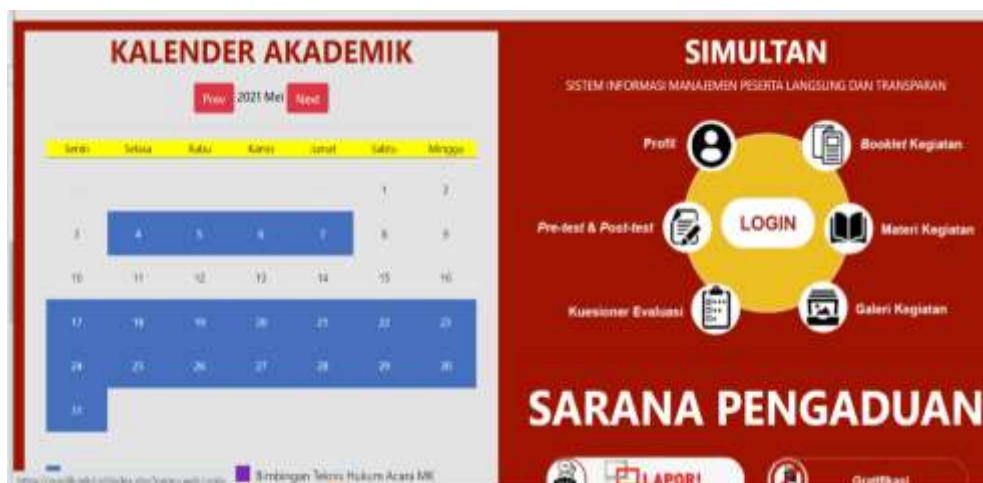 KALENDER AKADEMIK
Prev 2021 Mei Next
Senin Selasa Rabu Kamis Jumat Sabtu Minggu
1 2
3 4 5 6 7 8 9
10 11 12 13 14 15 16
17 18 19 20 21 22 23
24 25 26 27 28 29 30
31
Bimbingan Teknis Hukum Acara MK
SIMULTAN
SISTEM INFORMASI MANAJEMEN PESERTA LANGSUNG DAN TRANSPARAN
Profil
Booklet Kegiatan
Pre-test & Post-test
LOGIN
Materi Kegiatan
Kuesioner Evaluasi
Galeri Kegiatan
SARANA PENGADUAN
LAPOR!
Gratifikasi